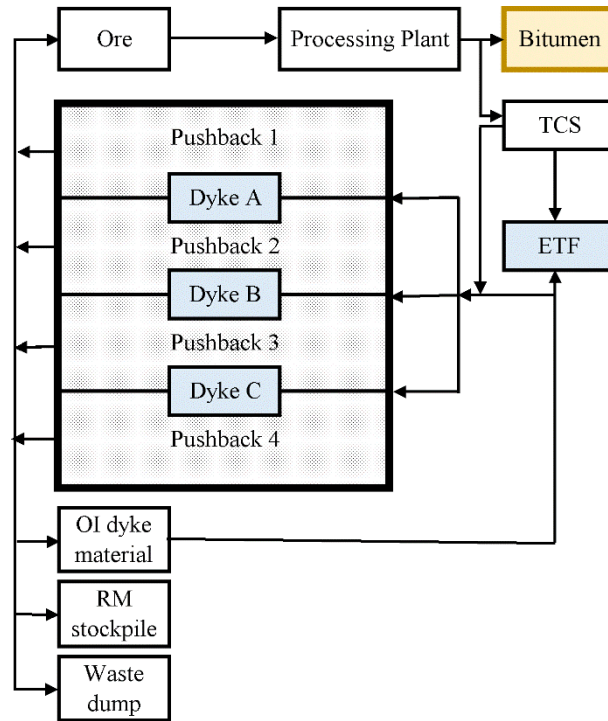 Ore
Processing Plant
Bitumen
TCS
Pushback 1
Dyke A
Pushback 2
ETF
Dyke B
Pushback 3
Dyke C
Pushback 4
OI dyke
material
RM
stockpile
Waste
dump